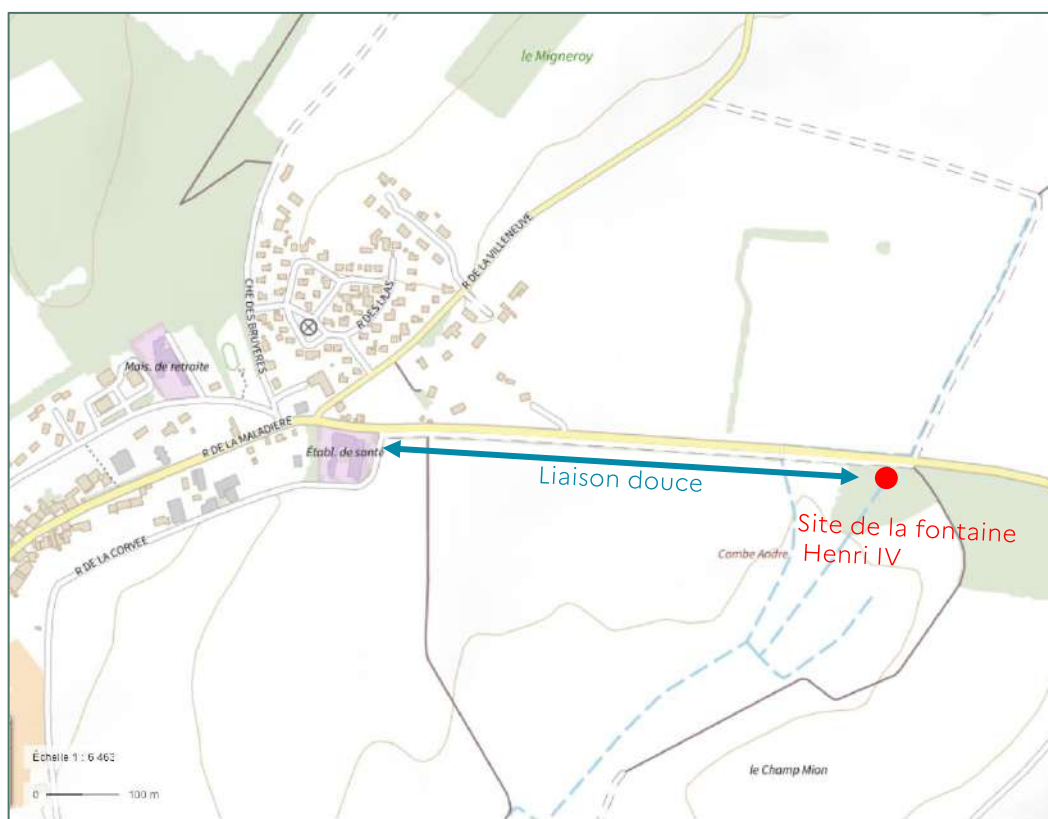 le Migneroy
R DE LA VILLENEUVE
CHE DES BRUYERES
R DES LILAS
Mais. de retraite
R DE LA MALADIERE
Établ. de santé
Liaison douce
Site de la fontaine
Henri IV
R DE LA CORVEE
Combe Andre
le Champ Mion
Échelle 1 : 6 463
0
100 m